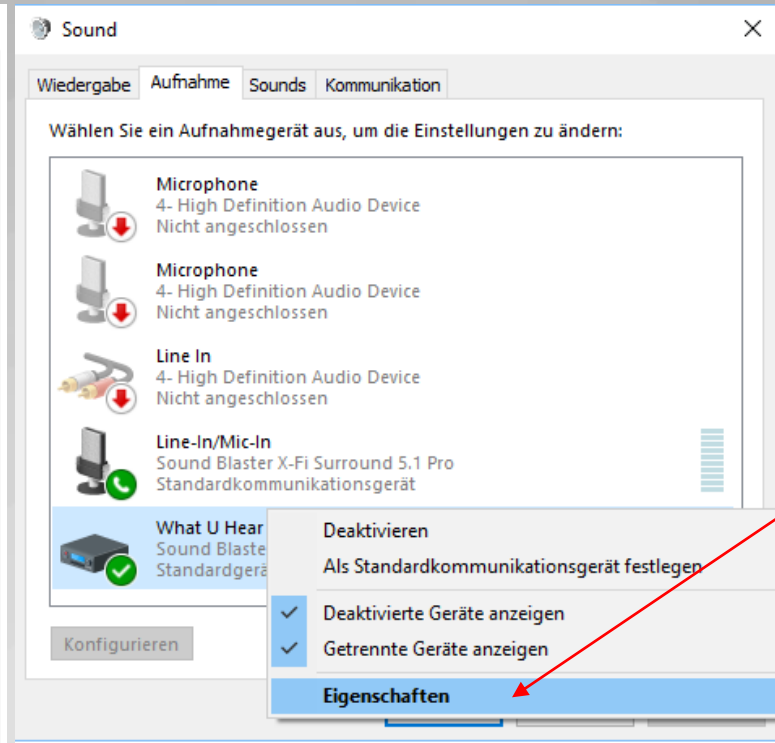 Sound
Wiedergabe Aufnahme Sounds Kommunikation
Wählen Sie ein Aufnahmegerät aus, um die Einstellungen zu ändern:
Microphone
4- High Definition Audio Device
Nicht angeschlossen
Microphone
4- High Definition Audio Device
Nicht angeschlossen
Line In
4- High Definition Audio Device
Nicht angeschlossen
Line-In/Mic-In
Sound Blaster X-Fi Surround 5.1 Pro
Standardkommunikationsgerät
What U Hear
Sound Blaste
Standardgerä
Deaktivieren
Als Standardkommunikationsgerät festlegen
Deaktivierte Geräte anzeigen
Getrennte Geräte anzeigen
Eigenschaften
Konfigurieren